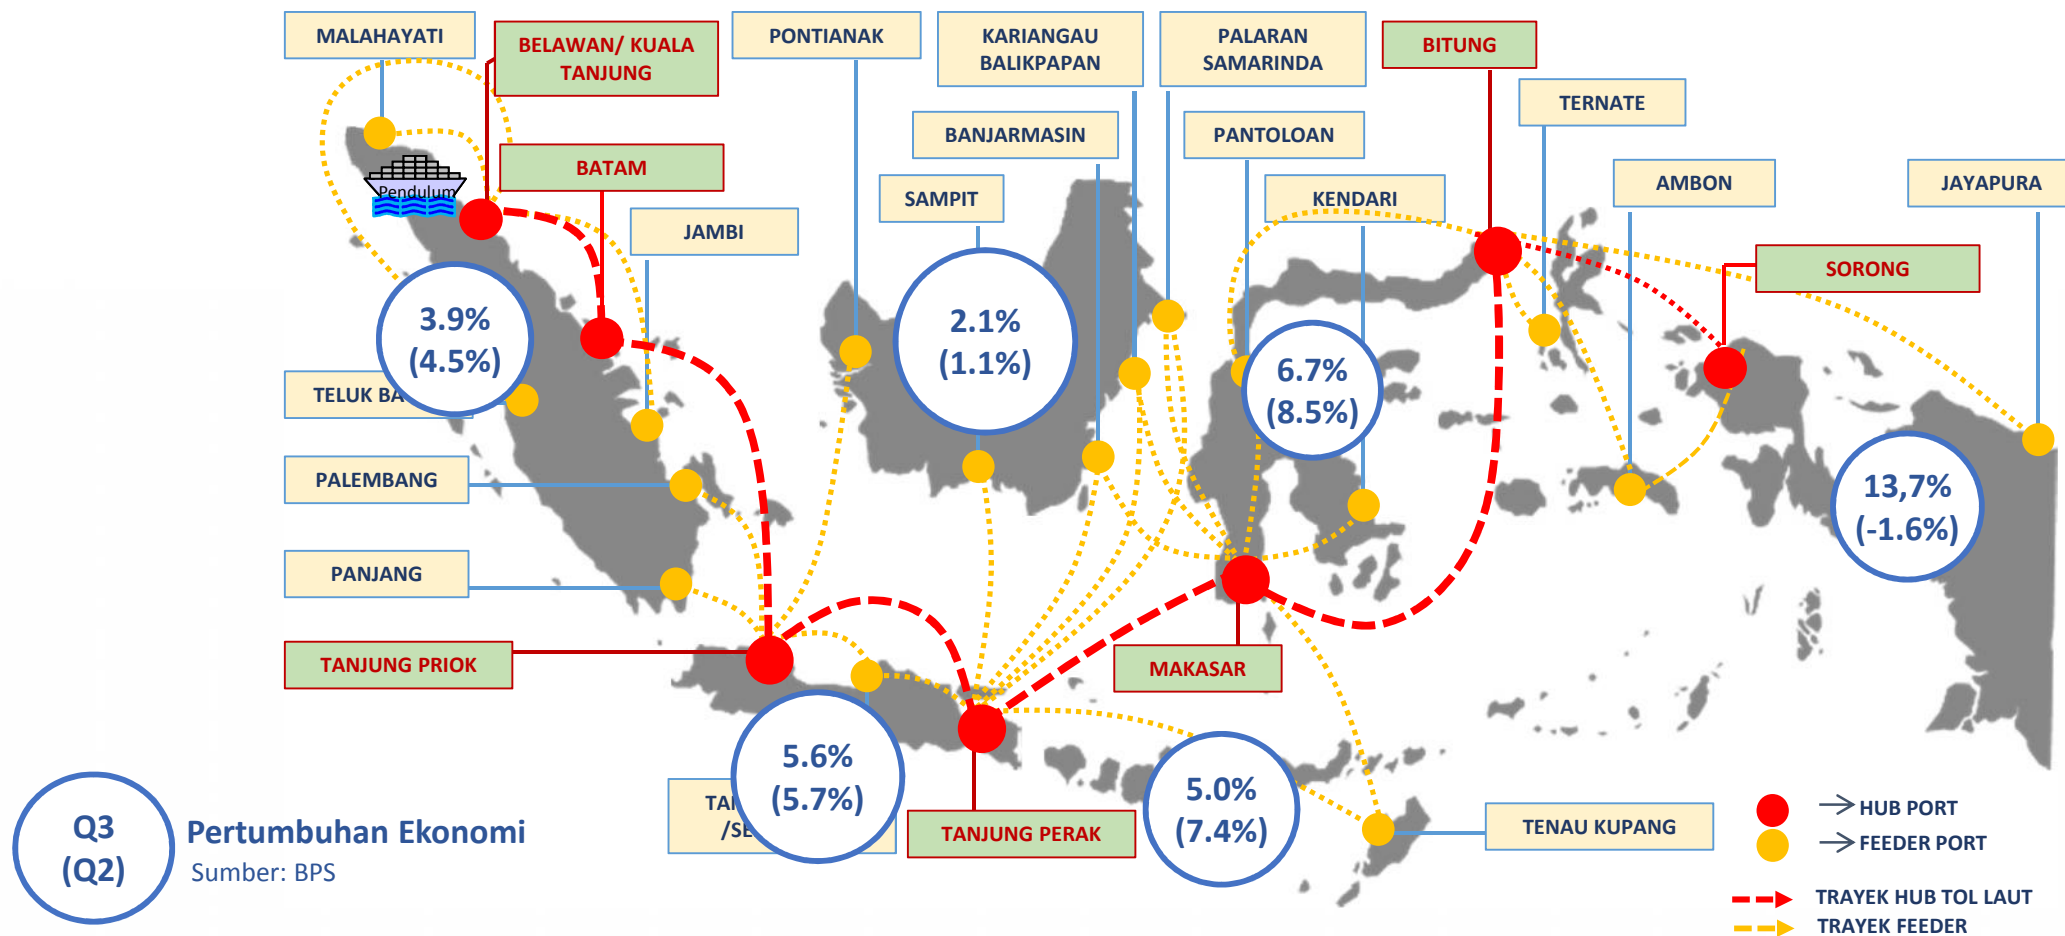 MALAHAYATI
BELAWAN/ KUALA
TANJUNG
PONTIANAK
KARIANGAU
BALIKPAPAN
PALARAN
SAMARINDA
BITUNG
TERNATE
BANJARMASIN
PANTOLOAN
BATAM
AMBON
JAYAPURA
Pendulum
SAMPIT
KENDARI
JAMBI
SORONG
3.9%
(4.5%)
2.1%
(1.1%)
6.7%
(8.5%)
TELUK
PALEMBANG
13,7%
(-1.6%)
PANJANG
TANJUNG PRIOK
MAKASAR
5.6%
(5.7%)
5.0%
(7.4%)
TANJUNG PERAK
TENAU KUPANG
Q3
(Q2)
Pertumbuhan Ekonomi
Sumber: BPS
HUB PORT
FEEDER PORT
TRAYEK HUB TOL LAUT
TRAYEK FEEDER